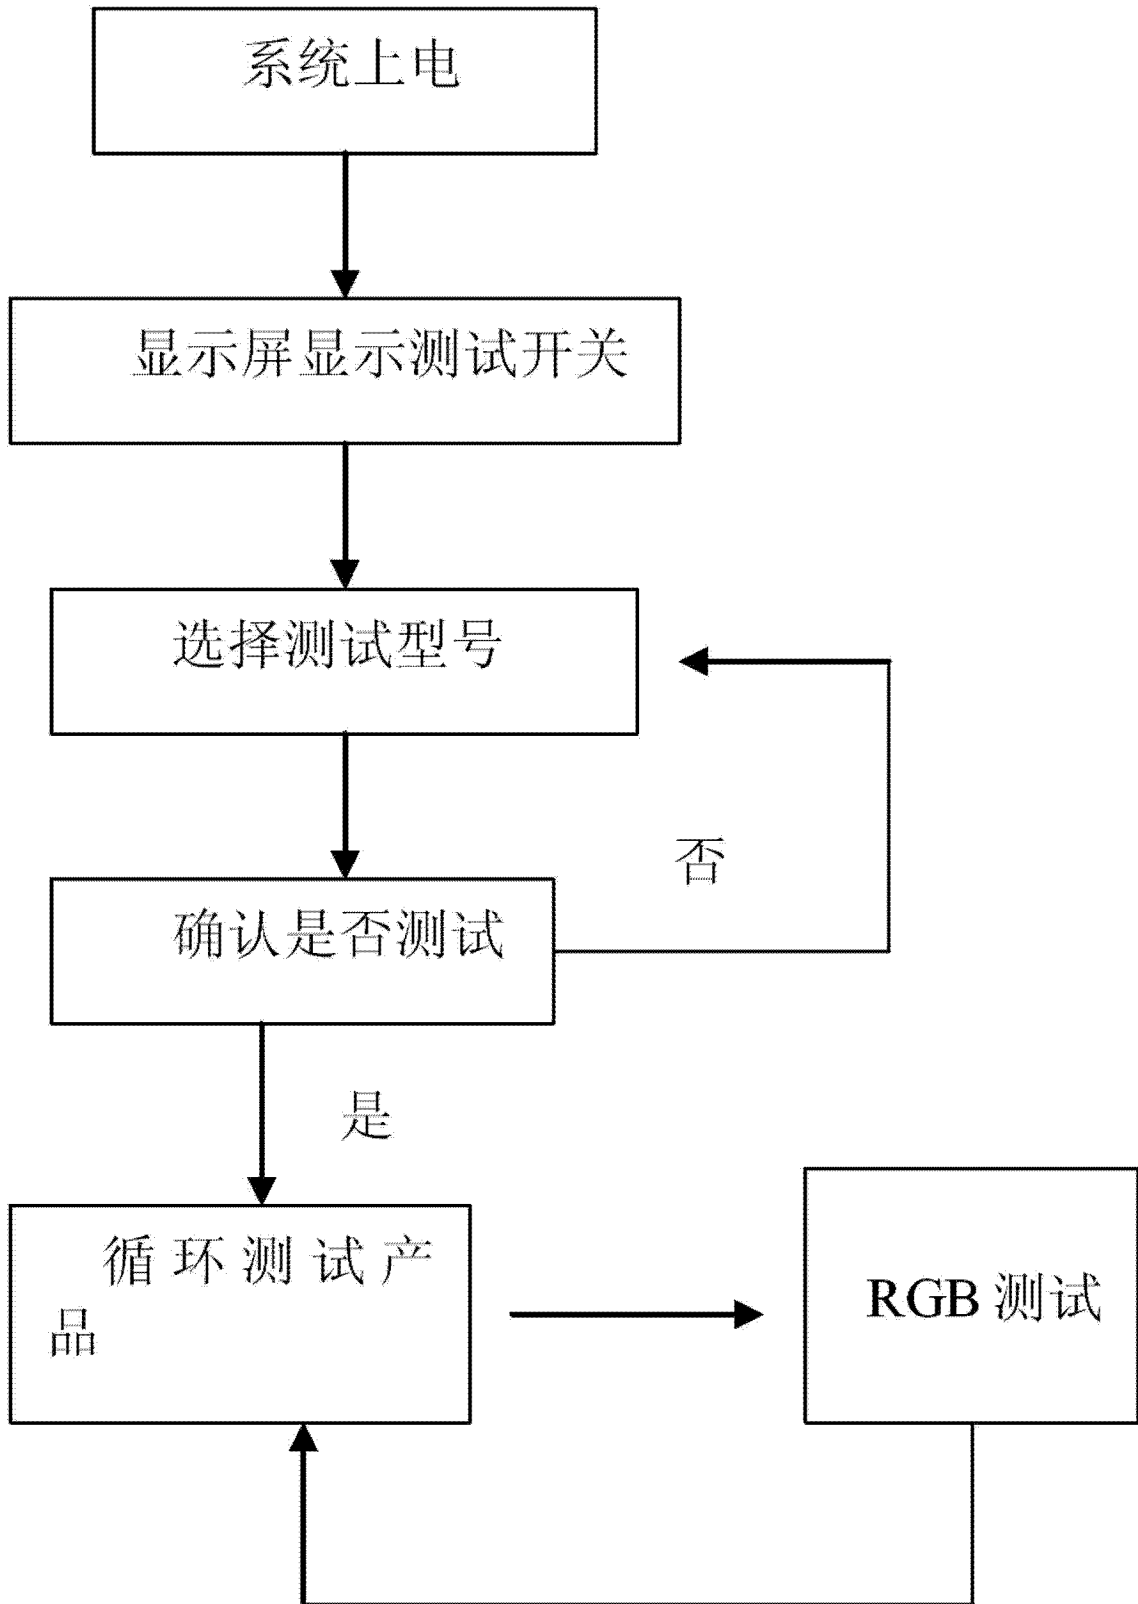 系统上电
显示屏显示测试开关
选择测试型号
否
确认是否测试
是
循环测试产
品
RGB 测试